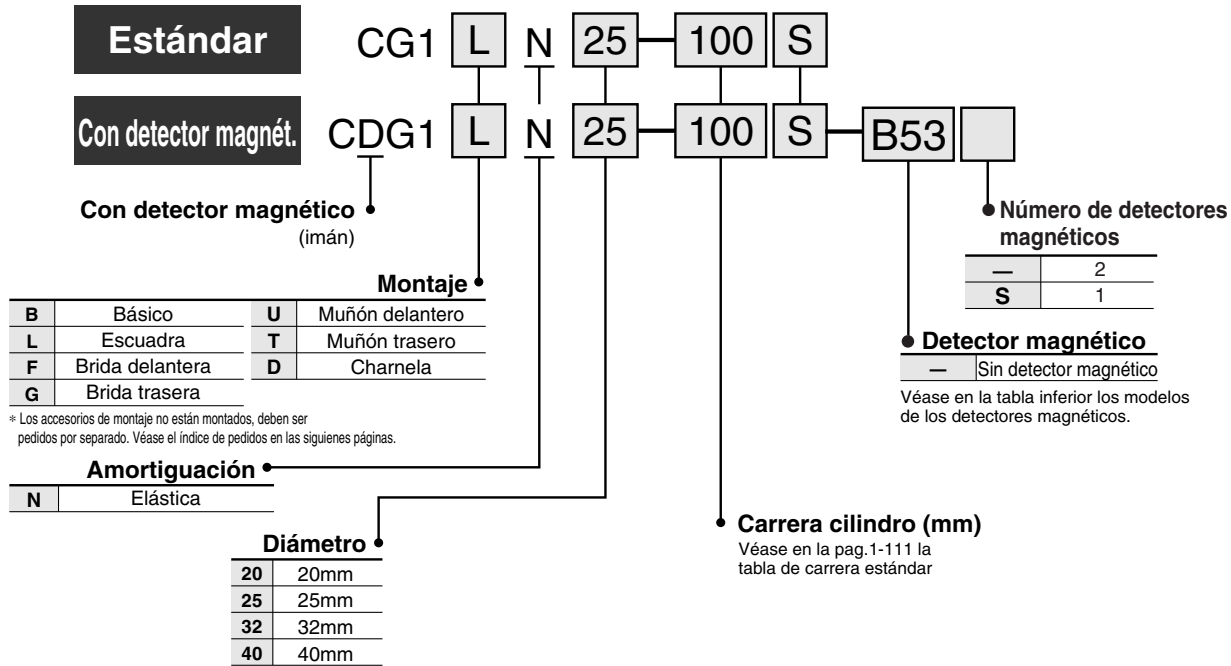 Estándar CG1 L N 25 — 100 S
Con detector magnét. CDG1 L N 25 — 100 S — B53
Con detector magnético
(imán)
Número de detectores
magnéticos
— 2
S 1
Montaje
B Básico U Muñón delantero
L Escuadra T Muñón trasero
F Brida delantera D Charnela
G Brida trasera
* Los accesorios de montaje no están montados, deben ser
pedidos por separado. Véase el índice de pedidos en las siguienes páginas.
Detector magnético
— Sin detector magnético
Véase en la tabla inferior los modelos
de los detectores magnéticos.
Amortiguación
N Elástica
Carrera cilindro (mm)
Véase en la pag.1-111 la
tabla de carrera estándar
Diámetro
20 20mm
25 25mm
32 32mm
40 40mm